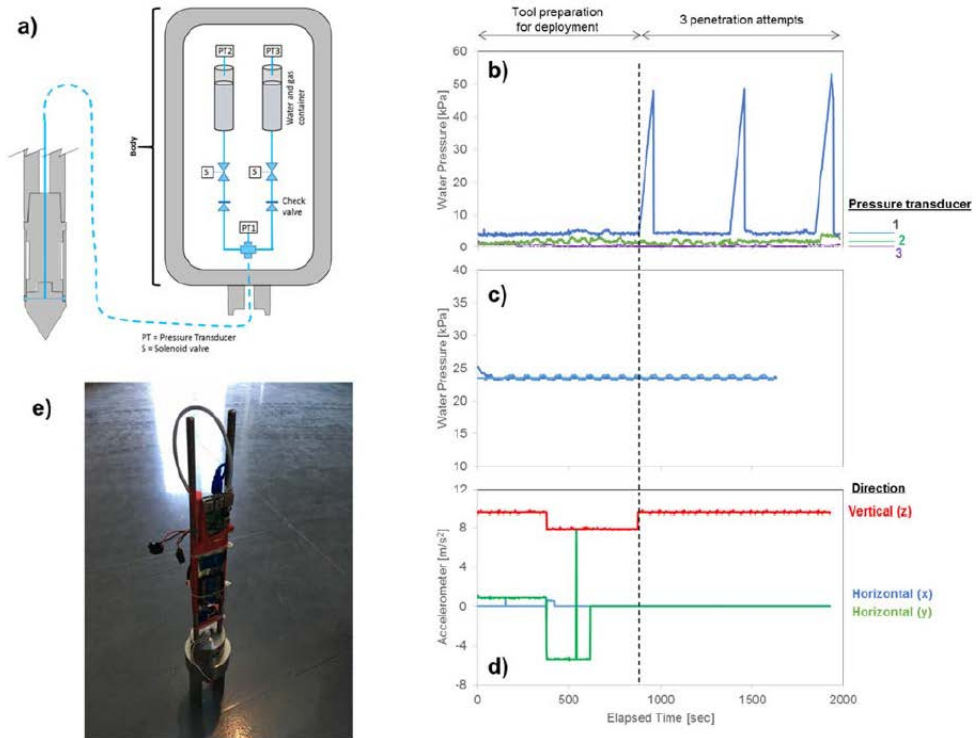 a)
PT2
PT3
Water and gas
container
Body
S
S
Check
valve
PT1
PT = Pressure Transducer
S = Solenoid valve
e)
Tool preparation
for deployment
3 penetration attempts
b)
Water Pressure [kPa]
60
50
40
30
20
10
0
Pressure transducer
1
2
3
c)
Water Pressure [kPa]
40
35
30
25
20
15
10
d)
Accelerometer [m/s²]
12
8
4
0
-4
-8
Direction
Vertical (z)
Horizontal (x)
Horizontal (y)
0
500
1000
1500
2000
Elapsed Time [sec]